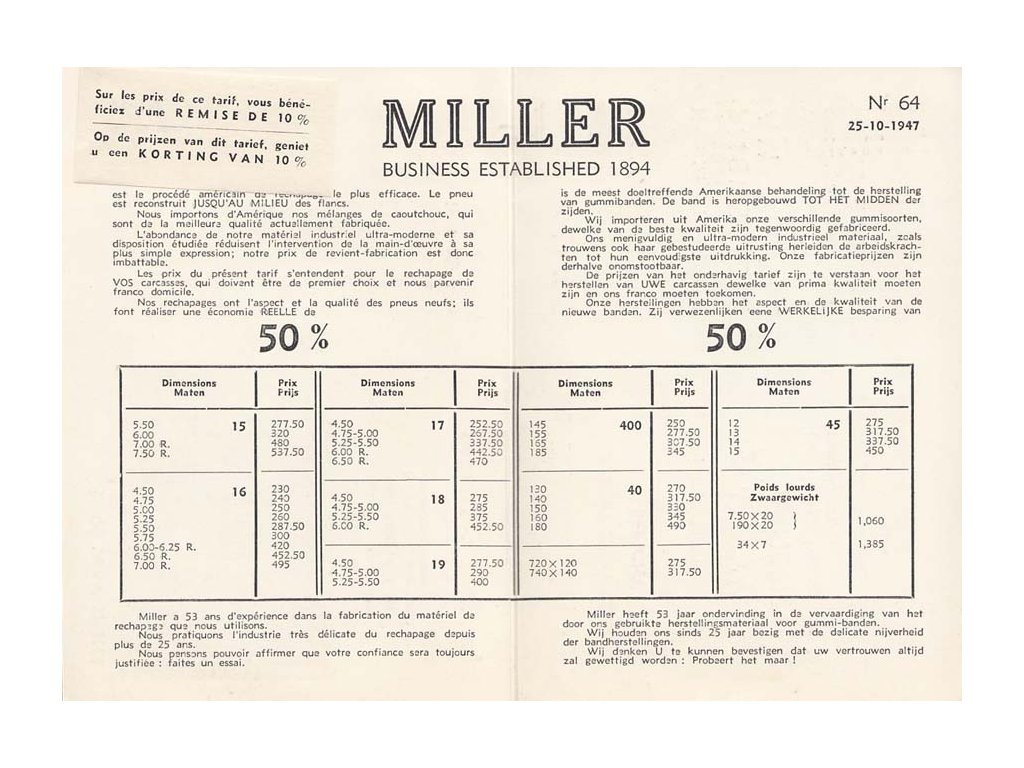 Sur les prix de ce tarif, vous béné-
ficiez d'une REMISE DE 10 %
Op de prijzen van dit tarief, geniet
u een KORTING VAN 10 %
MILLER
BUSINESS ESTABLISHED 1894
Nr 64
25-10-1947
est le procédé américain de rechapage le plus efficace. Le pneu
est reconstruit JUSQU'AU MILIEU des flancs.
Nous importons d'Amérique nos mélanges de caoutchouc, qui
sont de la meilleure qualité actuellement fabriquée.
L'abondance de notre matériel industriel ultra-moderne et sa
disposition étudiée réduisent l'intervention de la main-d'œuvre à sa
plus simple expression; notre prix de revient-fabrication est donc
imbattable.
Les prix du présent tarif s'entendent pour le rechapage de
VOS carcasses, qui doivent être de premier choix et nous parvenir
franco domicile.
Nos rechapages ont l'aspect et la qualité des pneus neufs; ils
font réaliser une économie REELLE de
50 %
is de meest doeltreffende Amerikaanse behandeling tot de herstelling
van gummibanden. De band is heropgebouwd TOT HET MIDDEN der
zijden.
Wij importeren uit Amerika onze verschillende gummisoorten,
dewelke van de beste kwaliteit zijn tegenwoordig gefabriceerd.
Ons menigvuldig en ultra-modern industrieel materiaal, zoals
trouwens ook haar gebestudeerde uitrusting herleiden de arbeidskrach-
ten tot hun eenvoudigste uitdrukking. Onze fabricatieprijzen zijn
derhalve onomstootbaar.
De prijzen van het onderhavig tarief zijn te verstaan voor het
herstellen van UWE carcassen dewelke van prima kwaliteit moeten
zijn en ons franco moeten toekomen.
Onze herstellingen hebben het aspect en de kwaliteit van de
nieuwe banden. Zij verwezenlijken eene WERKELIJKE besparing van
50 %
Dimensions Prix Dimensions Prix Dimensions Prix Dimensions Prix
Maten Prijs Maten Prijs Maten Prijs Maten Prijs
5.50 15 277.50
6.00 320
7.00 R. 480
7.50 R. 537.50
4.50 16 230
4.75 240
5.00 250
5.25 260
5.50 287.50
5.75 300
6.00-6.25 R. 420
6.50 R. 452.50
7.00 R. 495
4.50 17 252.50
4.75-5.00 267.50
5.25-5.50 337.50
6.00 R. 442.50
6.50 R. 470
4.50 18 275
4.75-5.00 285
5.25-5.50 375
6.00 R. 452.50
4.50 19 277.50
4.75-5.00 290
5.25-5.50 400
145 400 250
155 277.50
165 307.50
185 345
130 40 270
140 317.50
150 330
160 345
180 490
720×120 275
740×140 317.50
12 45 275
13 317.50
14 337.50
15 450
Poids lourds
Zwaargewicht
7.50×20 }
190×20 } 1,060
34×7 1,385
Miller a 53 ans d'expérience dans la fabrication du matériel de
rechapage que nous utilisons.
Nous pratiquons l'industrie très délicate du rechapage depuis
plus de 25 ans.
Nous pensons pouvoir affirmer que votre confiance sera toujours
justifiée : faites un essai.
Miller heeft 53 jaar ondervinding in de vervaardiging van het
door ons gebruikte herstellingsmateriaal voor gummi-banden.
Wij houden ons sinds 25 jaar bezig met de delicate nijverheid
der bandherstellingen.
Wij denken U te kunnen bevestigen dat uw vertrouwen altijd
zal gewettigd worden : Probeert het maar !